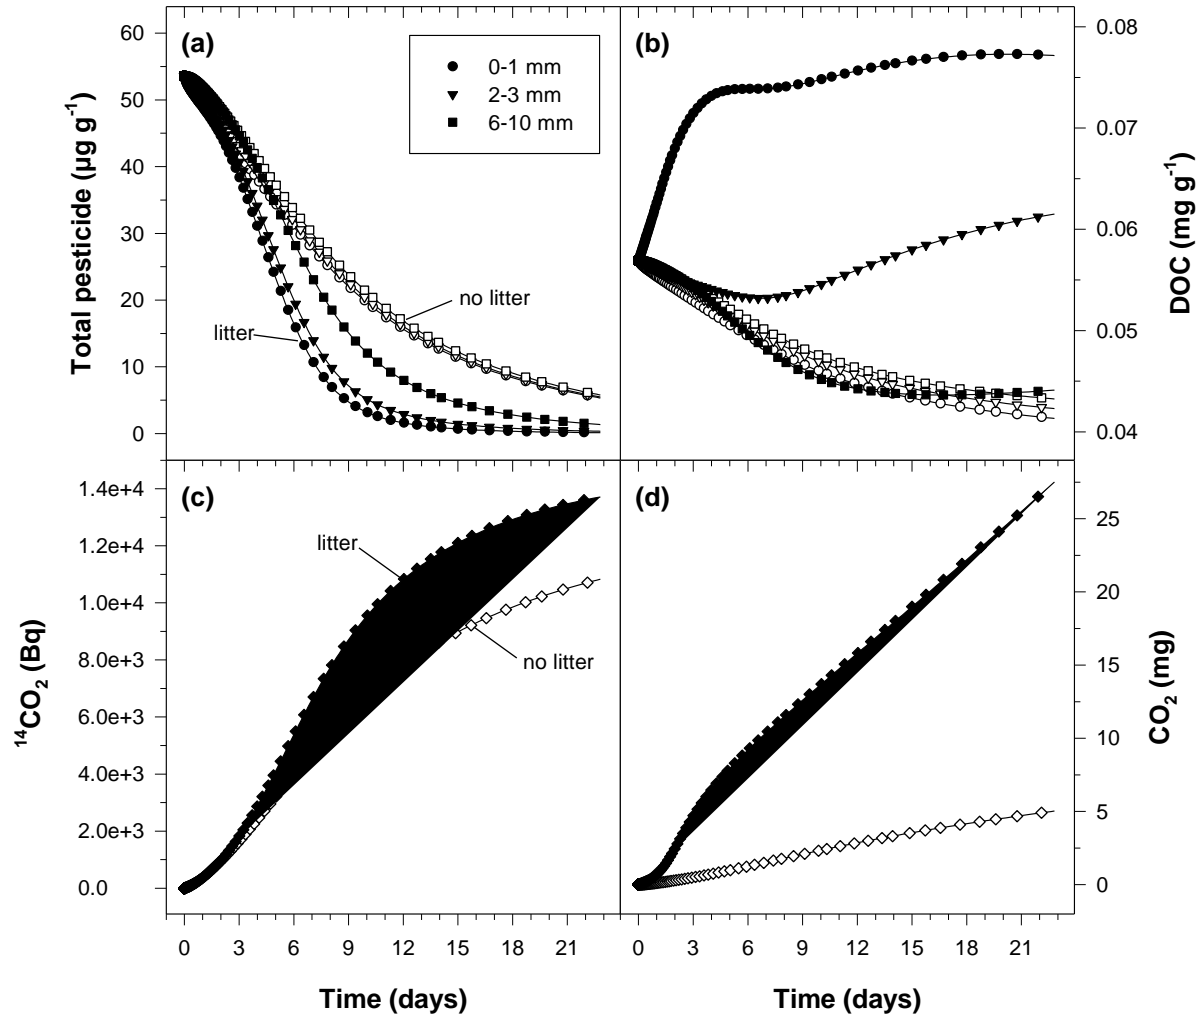 (a)
(b)
0-1 mm
2-3 mm
6-10 mm
60
50
40
30
20
10
0
Total pesticide (µg g⁻¹)
no litter
litter
0.08
0.07
0.06
0.05
0.04
DOC (mg g⁻¹)
(c)
(d)
1.4e+4
1.2e+4
1.0e+4
8.0e+3
6.0e+3
4.0e+3
2.0e+3
0.0
¹⁴CO₂ (Bq)
litter
no litter
25
20
15
10
5
0
CO₂ (mg)
0 3 6 9 12 15 18 21
0 3 6 9 12 15 18 21
Time (days)
Time (days)